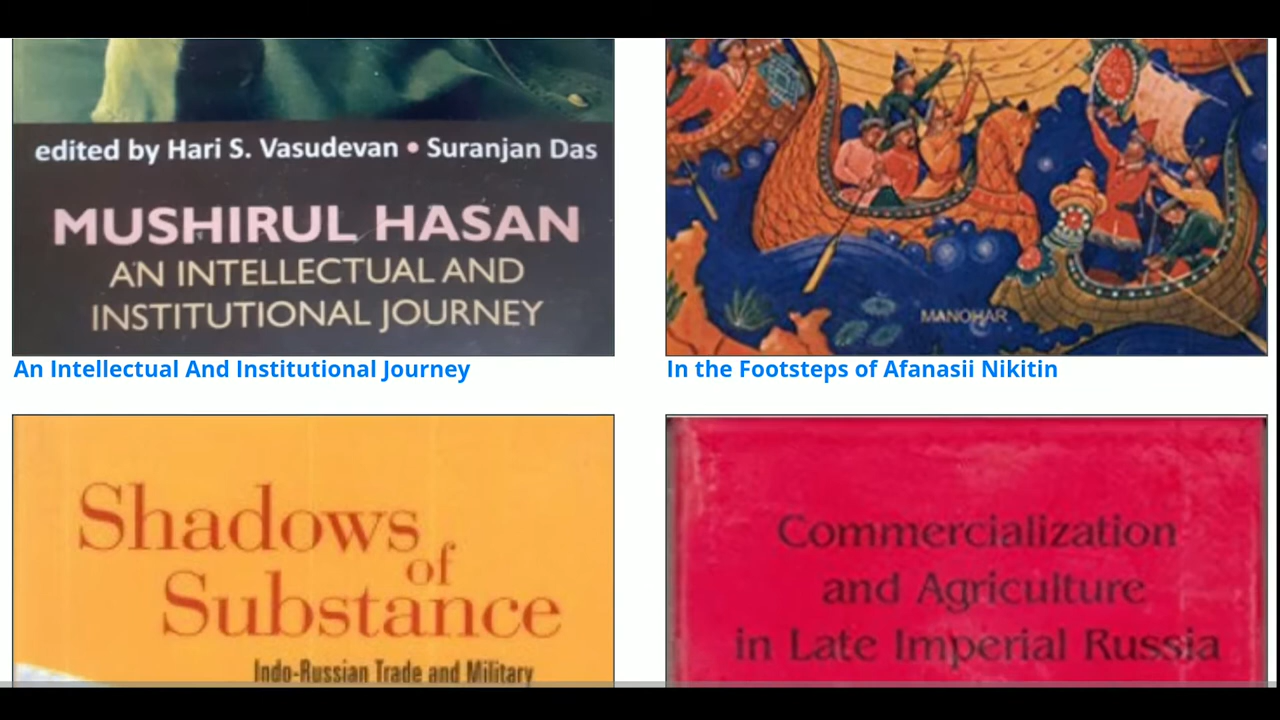 edited by Hari S. Vasudevan • Suranjan Das
MUSHIRUL HASAN
AN INTELLECTUAL AND
INSTITUTIONAL JOURNEY
An Intellectual And Institutional Journey
MANOHAR
In the Footsteps of Afanasii Nikitin
Shadows
of
Substance
Indo-Russian Trade and Military
Commercialization
and Agriculture
in Late Imperial Russia